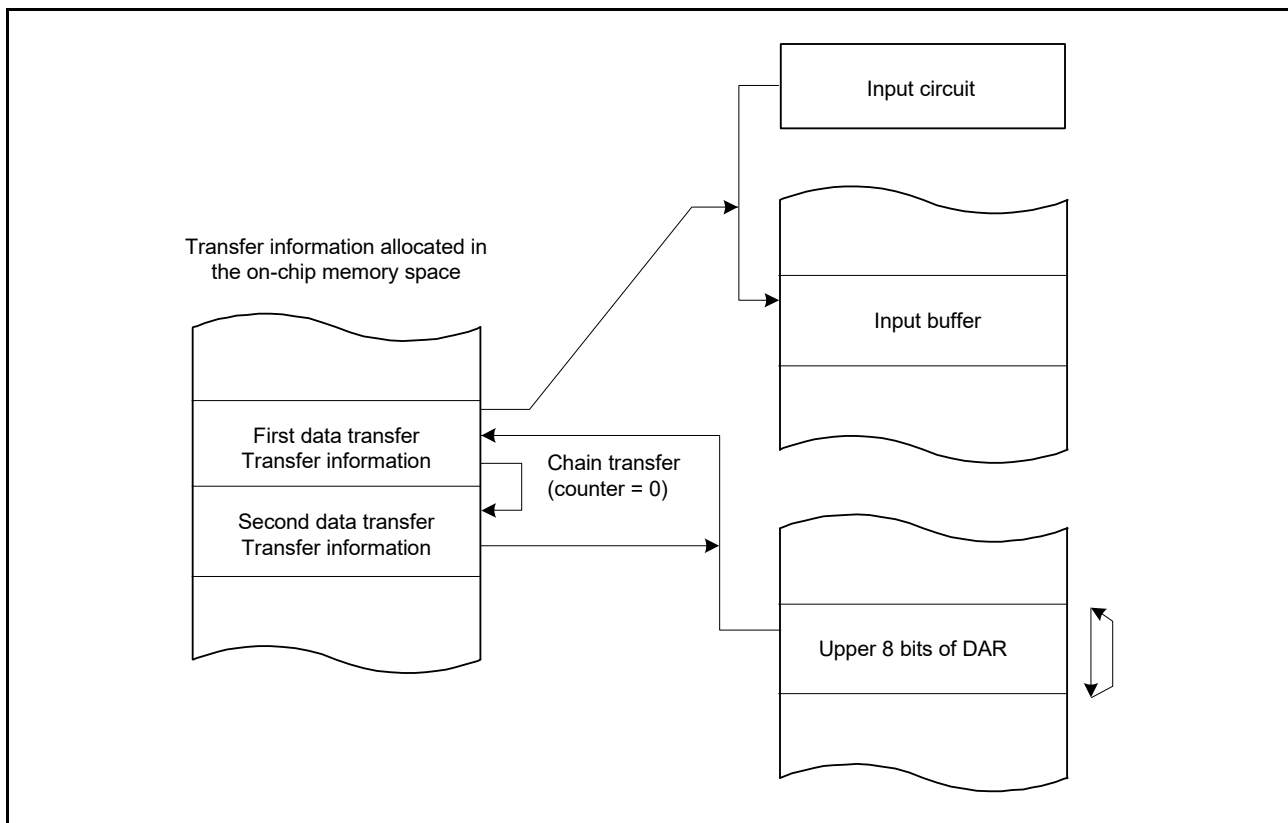 Input circuit
Input buffer
Transfer information allocated in
the on-chip memory space
First data transfer
Transfer information
Chain transfer
(counter = 0)
Second data transfer
Transfer information
Upper 8 bits of DAR